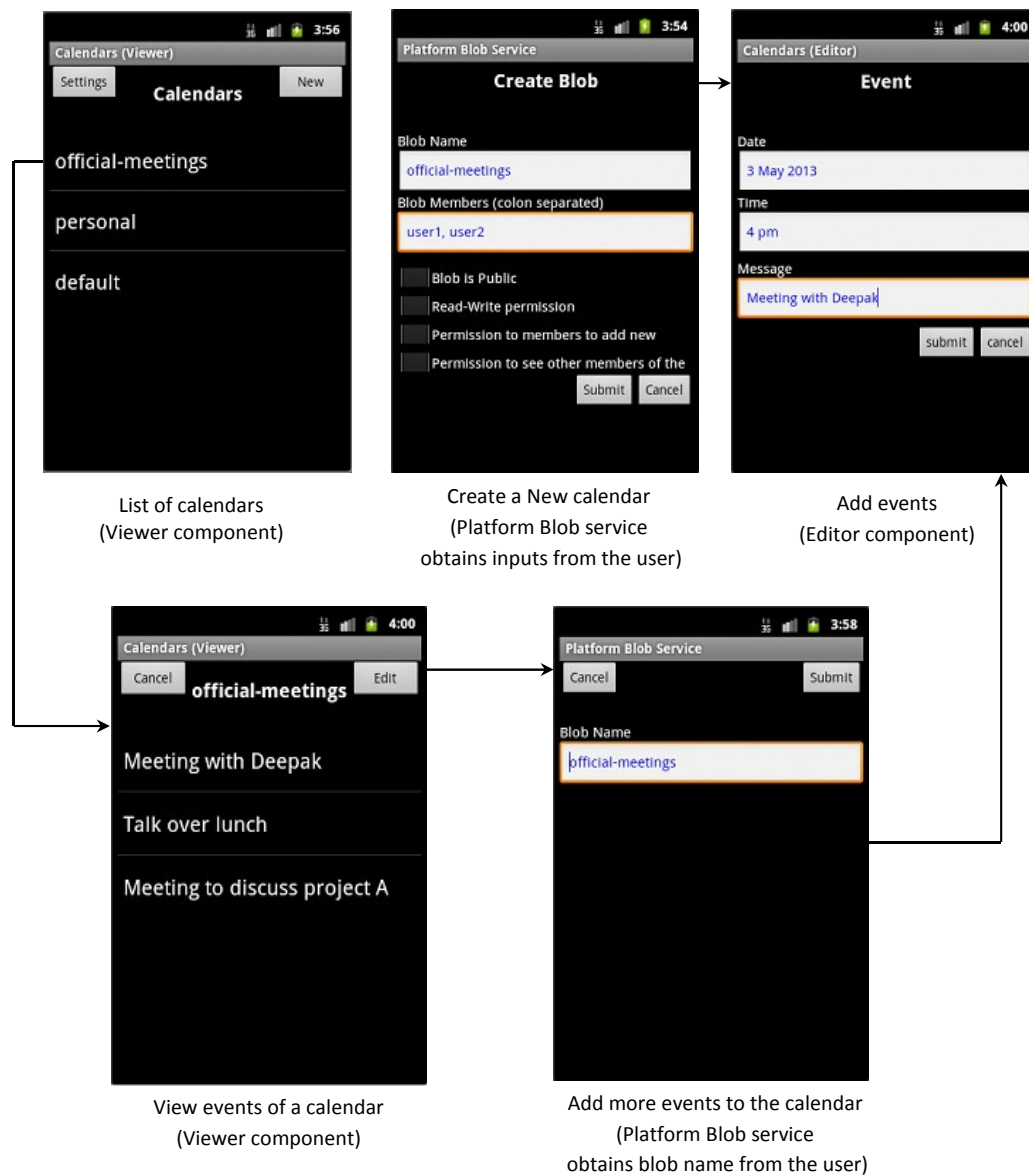 3:56
Calendars (Viewer)
Settings
New
Calendars
official-meetings
personal
default
List of calendars
(Viewer component)
3:54
Platform Blob Service
Create Blob
Blob Name
official-meetings
Blob Members (colon separated)
user1, user2
Blob is Public
Read-Write permission
Permission to members to add new
Permission to see other members of the
Submit Cancel
Create a New calendar
(Platform Blob service
obtains inputs from the user)
4:00
Calendars (Editor)
Event
Date
3 May 2013
Time
4 pm
Message
Meeting with Deepak
submit cancel
Add events
(Editor component)
4:00
Calendars (Viewer)
Cancel
Edit
official-meetings
Meeting with Deepak
Talk over lunch
Meeting to discuss project A
View events of a calendar
(Viewer component)
3:58
Platform Blob Service
Cancel Submit
Blob Name
official-meetings
Add more events to the calendar
(Platform Blob service
obtains blob name from the user)